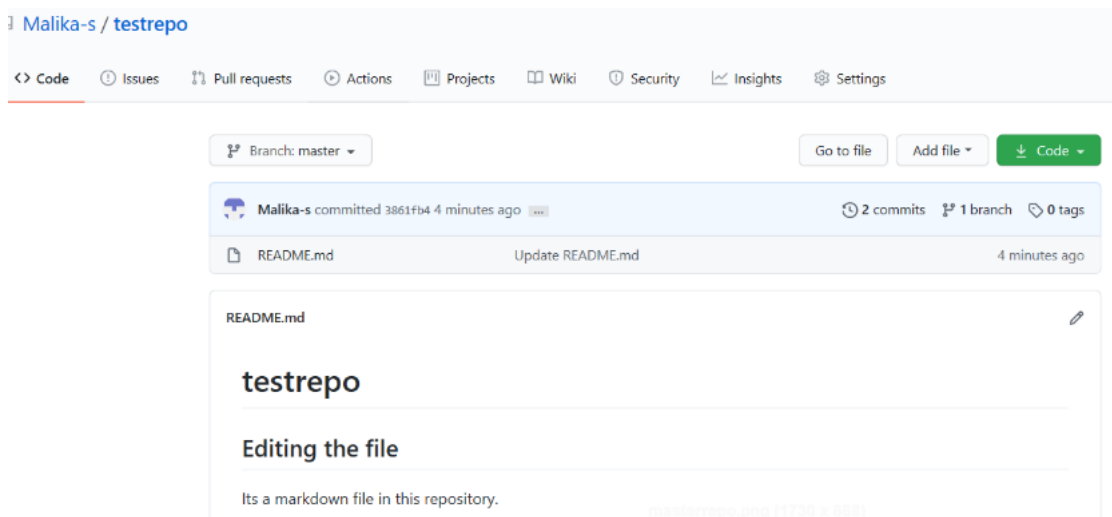 Malika-s / testrepo
Code Issues Pull requests Actions Projects Wiki Security Insights Settings
Branch: master Go to file Add file Code
Malika-s committed 3861fb4 4 minutes ago ... 2 commits 1 branch 0 tags
README.md Update README.md 4 minutes ago
README.md
testrepo
Editing the file
Its a markdown file in this repository.